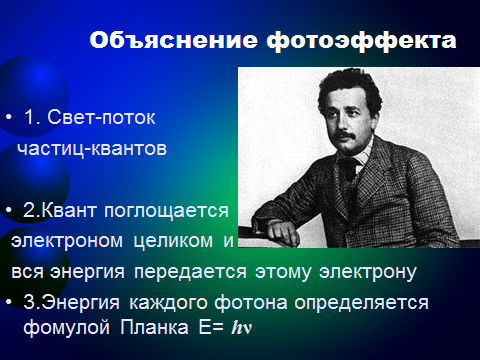 Объяснение фотоэффекта
• 1. Свет-поток
частиц-квантов
• 2.Квант поглощается
электроном целиком и
вся энергия передается этому электрону
• 3.Энергия каждого фотона определяется
фомулой Планка Е= hν